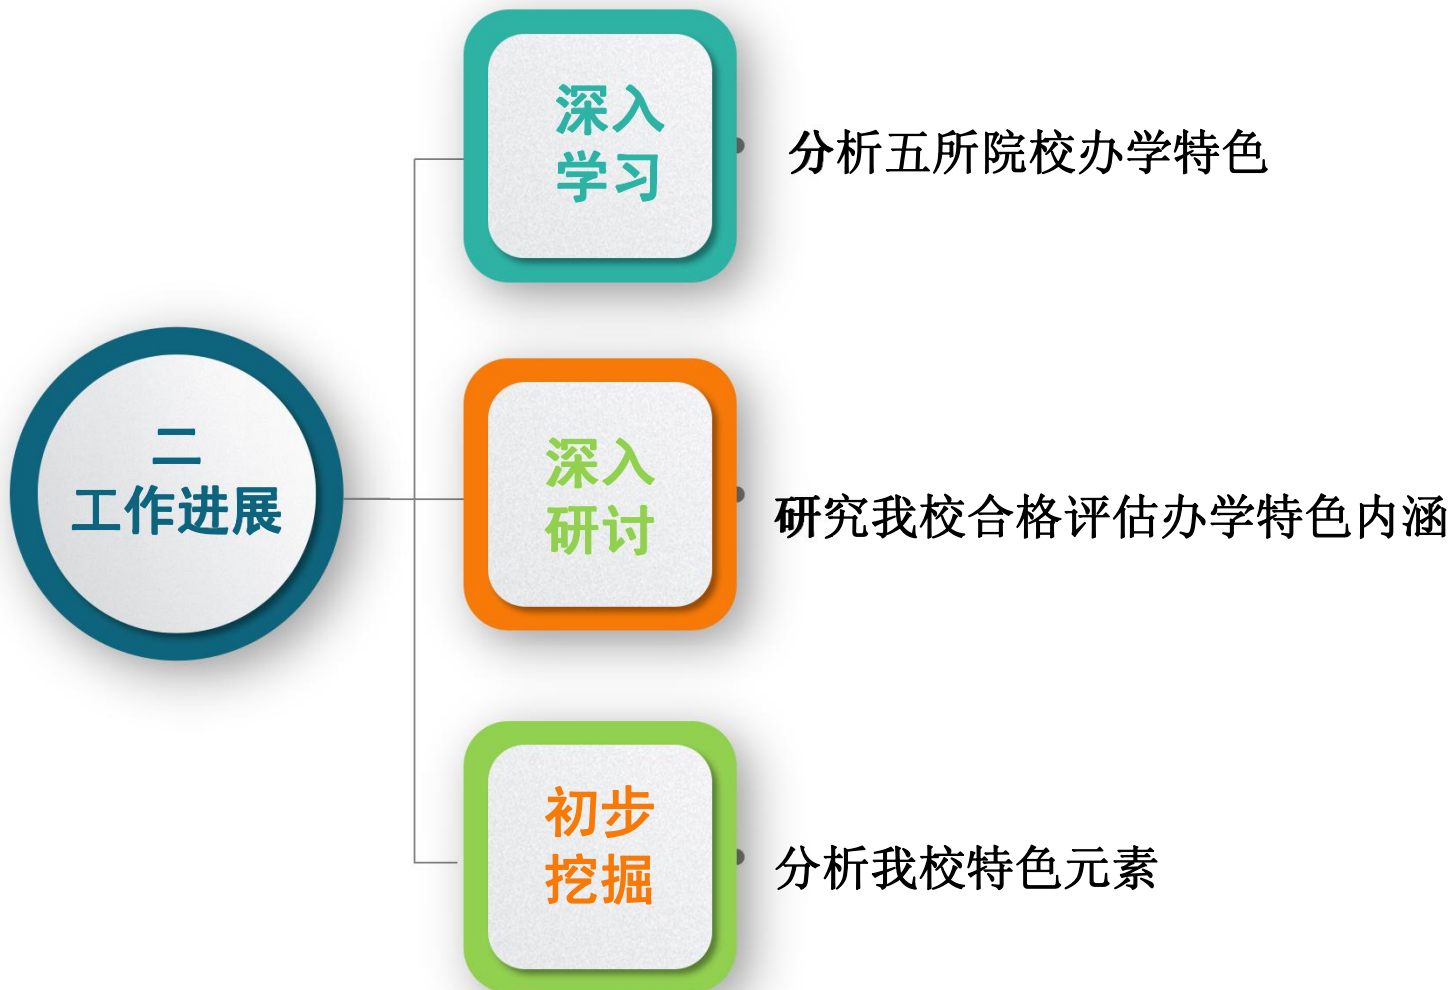 深入
学习
分析五所院校办学特色
二
工作进展
深入
研讨
研究我校合格评估办学特色内涵
初步
挖掘
分析我校特色元素